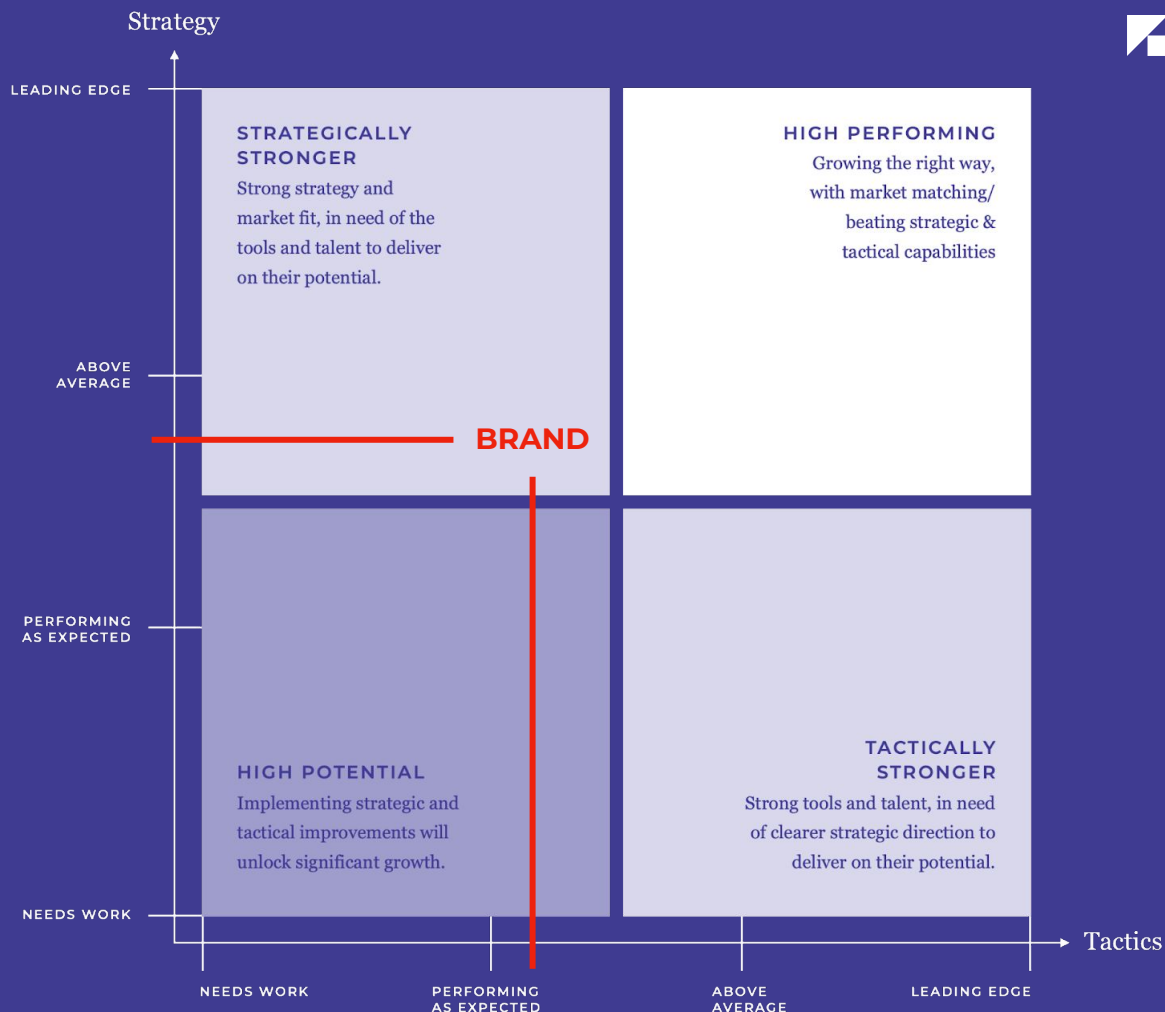 Strategy
LEADING EDGE
STRATEGICALLY
STRONGER
Strong strategy and
market fit, in need of the
tools and talent to deliver
on their potential.
HIGH PERFORMING
Growing the right way,
with market matching/
beating strategic &
tactical capabilities
ABOVE
AVERAGE
BRAND
PERFORMING
AS EXPECTED
HIGH POTENTIAL
Implementing strategic and
tactical improvements will
unlock significant growth.
TACTICALLY
STRONGER
Strong tools and talent, in need
of clearer strategic direction to
deliver on their potential.
NEEDS WORK
Tactics
NEEDS WORK
PERFORMING
AS EXPECTED
ABOVE
AVERAGE
LEADING EDGE